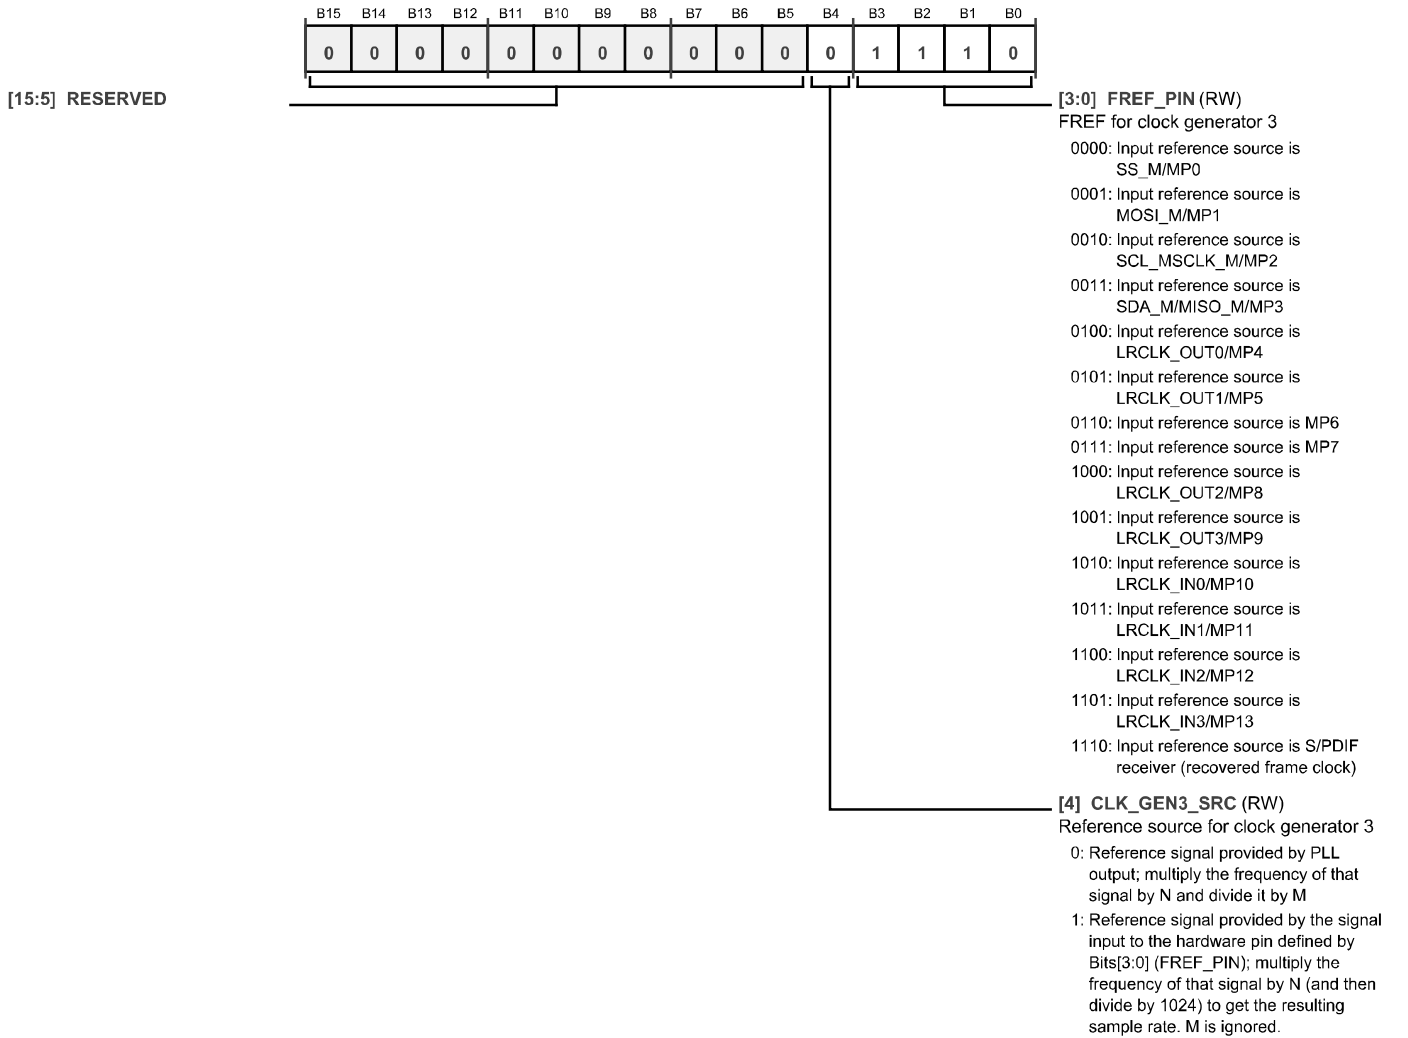 B15 B14 B13 B12 B11 B10 B9 B8 B7 B6 B5 B4 B3 B2 B1 B0
0 0 0 0 0 0 0 0 0 0 0 0 1 1 1 0
[15:5] RESERVED
[3:0] FREF_PIN (RW)
FREF for clock generator 3
0000: Input reference source is
SS_M/MP0
0001: Input reference source is
MOSI_M/MP1
0010: Input reference source is
SCL_MSCLK_M/MP2
0011: Input reference source is
SDA_M/MISO_M/MP3
0100: Input reference source is
LRCLK_OUT0/MP4
0101: Input reference source is
LRCLK_OUT1/MP5
0110: Input reference source is MP6
0111: Input reference source is MP7
1000: Input reference source is
LRCLK_OUT2/MP8
1001: Input reference source is
LRCLK_OUT3/MP9
1010: Input reference source is
LRCLK_IN0/MP10
1011: Input reference source is
LRCLK_IN1/MP11
1100: Input reference source is
LRCLK_IN2/MP12
1101: Input reference source is
LRCLK_IN3/MP13
1110: Input reference source is S/PDIF
receiver (recovered frame clock)
[4] CLK_GEN3_SRC (RW)
Reference source for clock generator 3
0: Reference signal provided by PLL
output; multiply the frequency of that
signal by N and divide it by M
1: Reference signal provided by the signal
input to the hardware pin defined by
Bits[3:0] (FREF_PIN); multiply the
frequency of that signal by N (and then
divide by 1024) to get the resulting
sample rate. M is ignored.